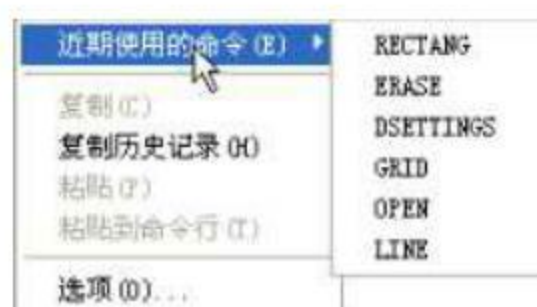 近期使用的命令(E)
复制(C)
复制历史记录(H)
粘贴(P)
粘贴到命令行(T)
选项(O)...
RECTANG
ERASE
DSETTINGS
GRID
OPEN
LINE